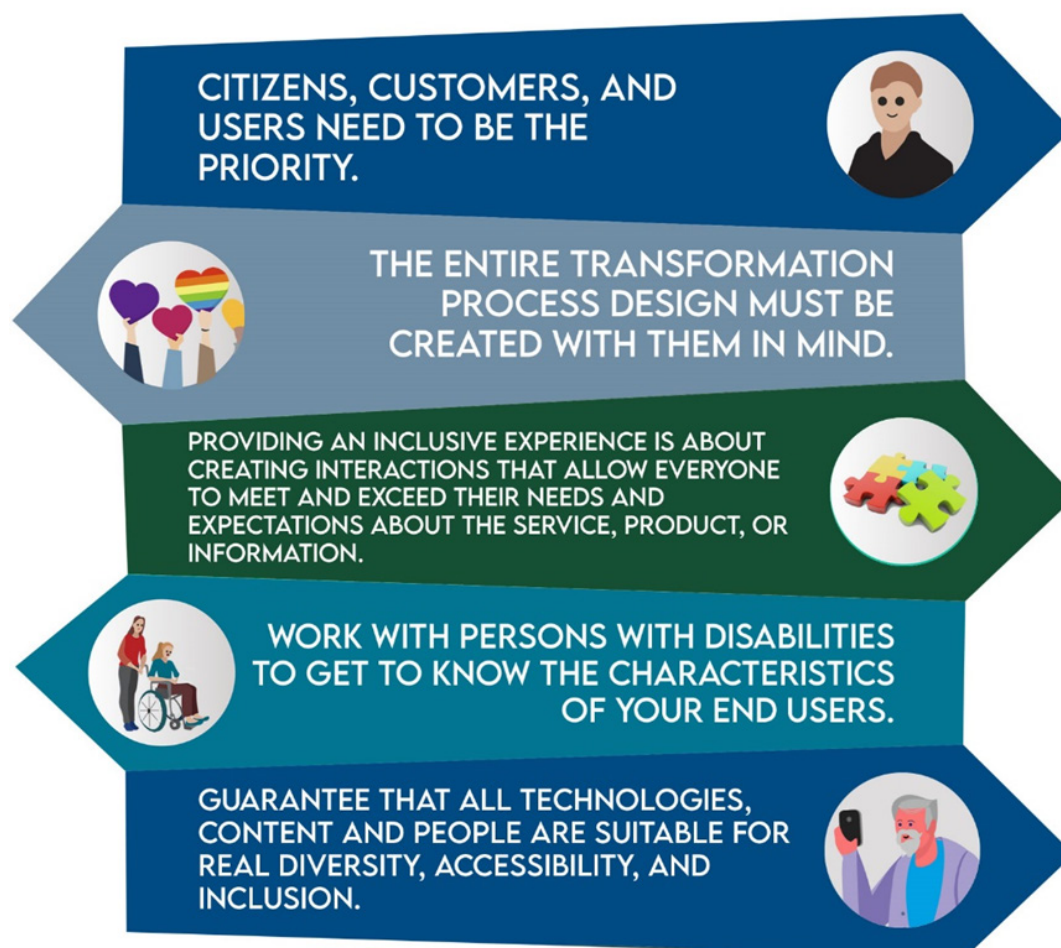 CITIZENS, CUSTOMERS, AND
USERS NEED TO BE THE
PRIORITY.
THE ENTIRE TRANSFORMATION
PROCESS DESIGN MUST BE
CREATED WITH THEM IN MIND.
PROVIDING AN INCLUSIVE EXPERIENCE IS ABOUT
CREATING INTERACTIONS THAT ALLOW EVERYONE
TO MEET AND EXCEED THEIR NEEDS AND
EXPECTATIONS ABOUT THE SERVICE, PRODUCT, OR
INFORMATION.
WORK WITH PERSONS WITH DISABILITIES
TO GET TO KNOW THE CHARACTERISTICS
OF YOUR END USERS.
GUARANTEE THAT ALL TECHNOLOGIES,
CONTENT AND PEOPLE ARE SUITABLE FOR
REAL DIVERSITY, ACCESSIBILITY, AND
INCLUSION.